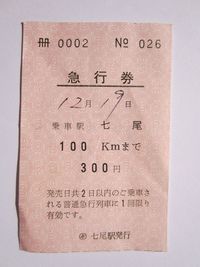 冊 0002 № 026
急行券
12月19日
乗車駅 七尾
100 Kmまで
300円
発売日共2日以内のご乗車
される普通急行列車に1回限り
有効です。
七尾駅発行